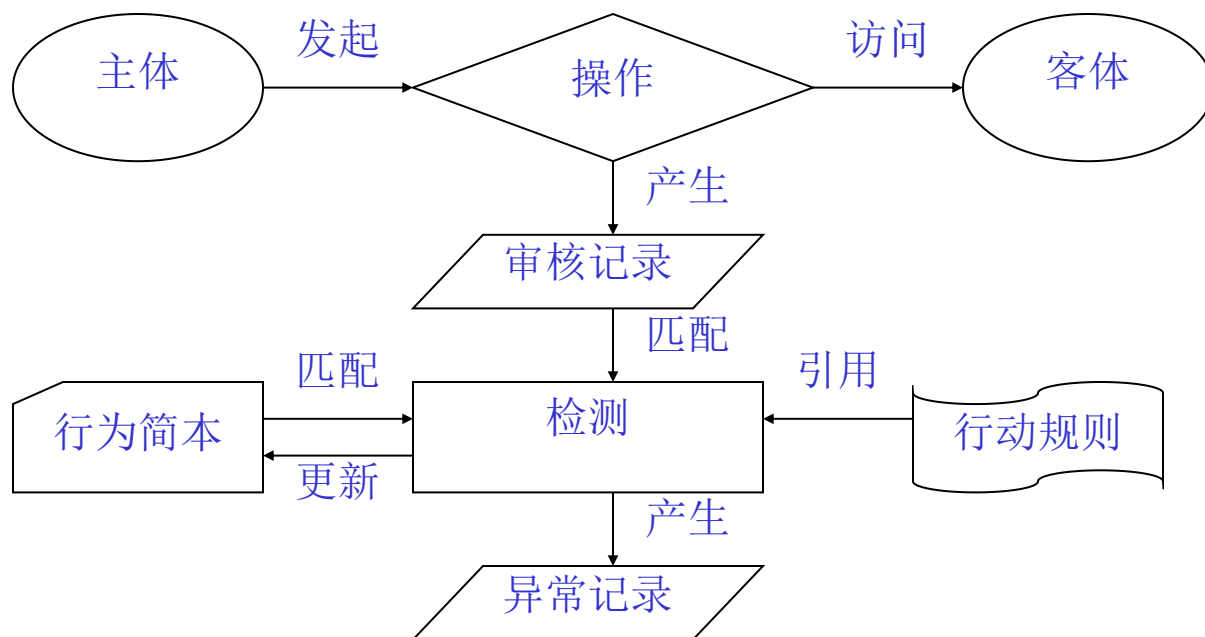 发起
访问
主体
操作
客体
产生
审核记录
匹配
匹配
引用
行为简本
检测
行动规则
更新
产生
异常记录